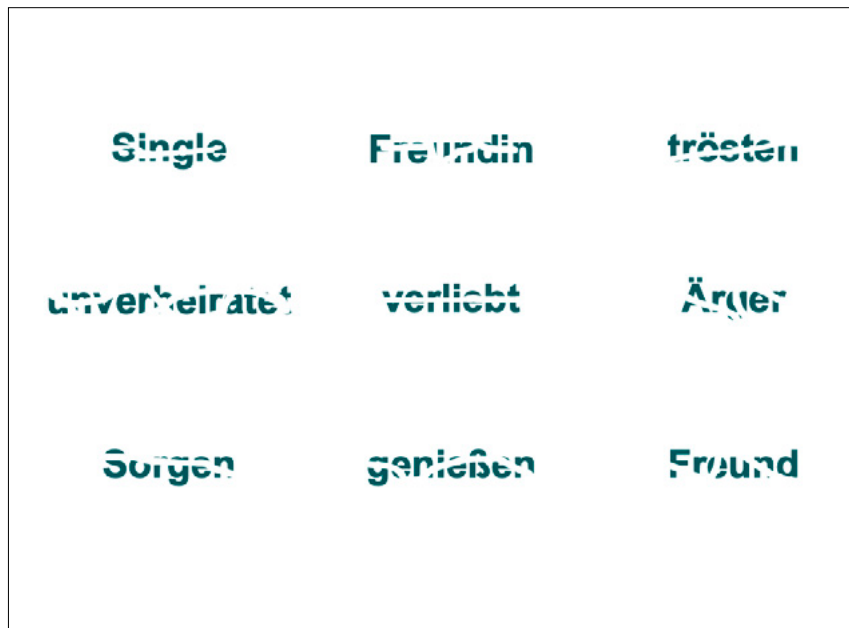 Single Freundin trösten
unverheiratet verliebt Ärger
Sorgen genießen Freund